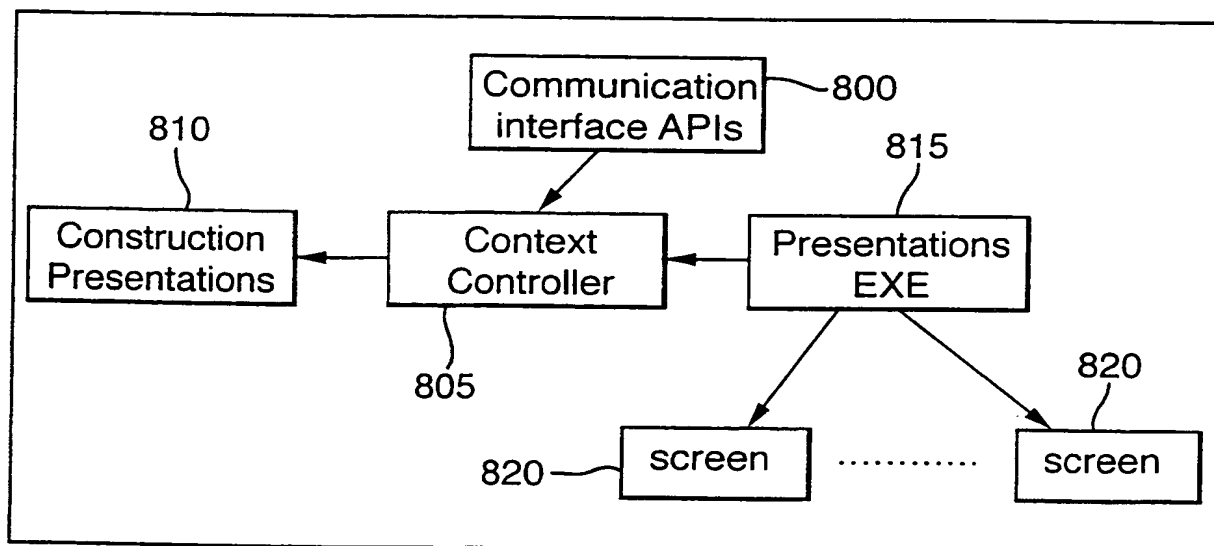 Communication
interface APIs
800
810
Construction
Presentations
Context
Controller
805
815
Presentations
EXE
820
screen
820
screen